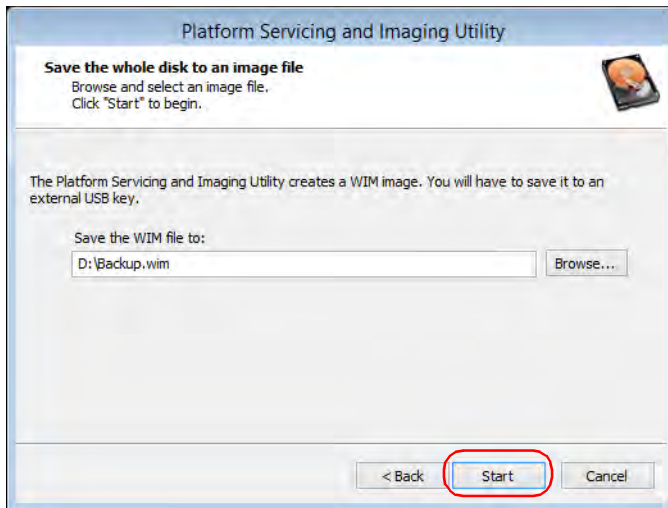 Platform Servicing and Imaging Utility
Save the whole disk to an image file
Browse and select an image file.
Click "Start" to begin.
The Platform Servicing and Imaging Utility creates a WIM image. You will have to save it to an
external USB key.
Save the WIM file to:
D:\Backup.wim
Browse...
< Back
Start
Cancel